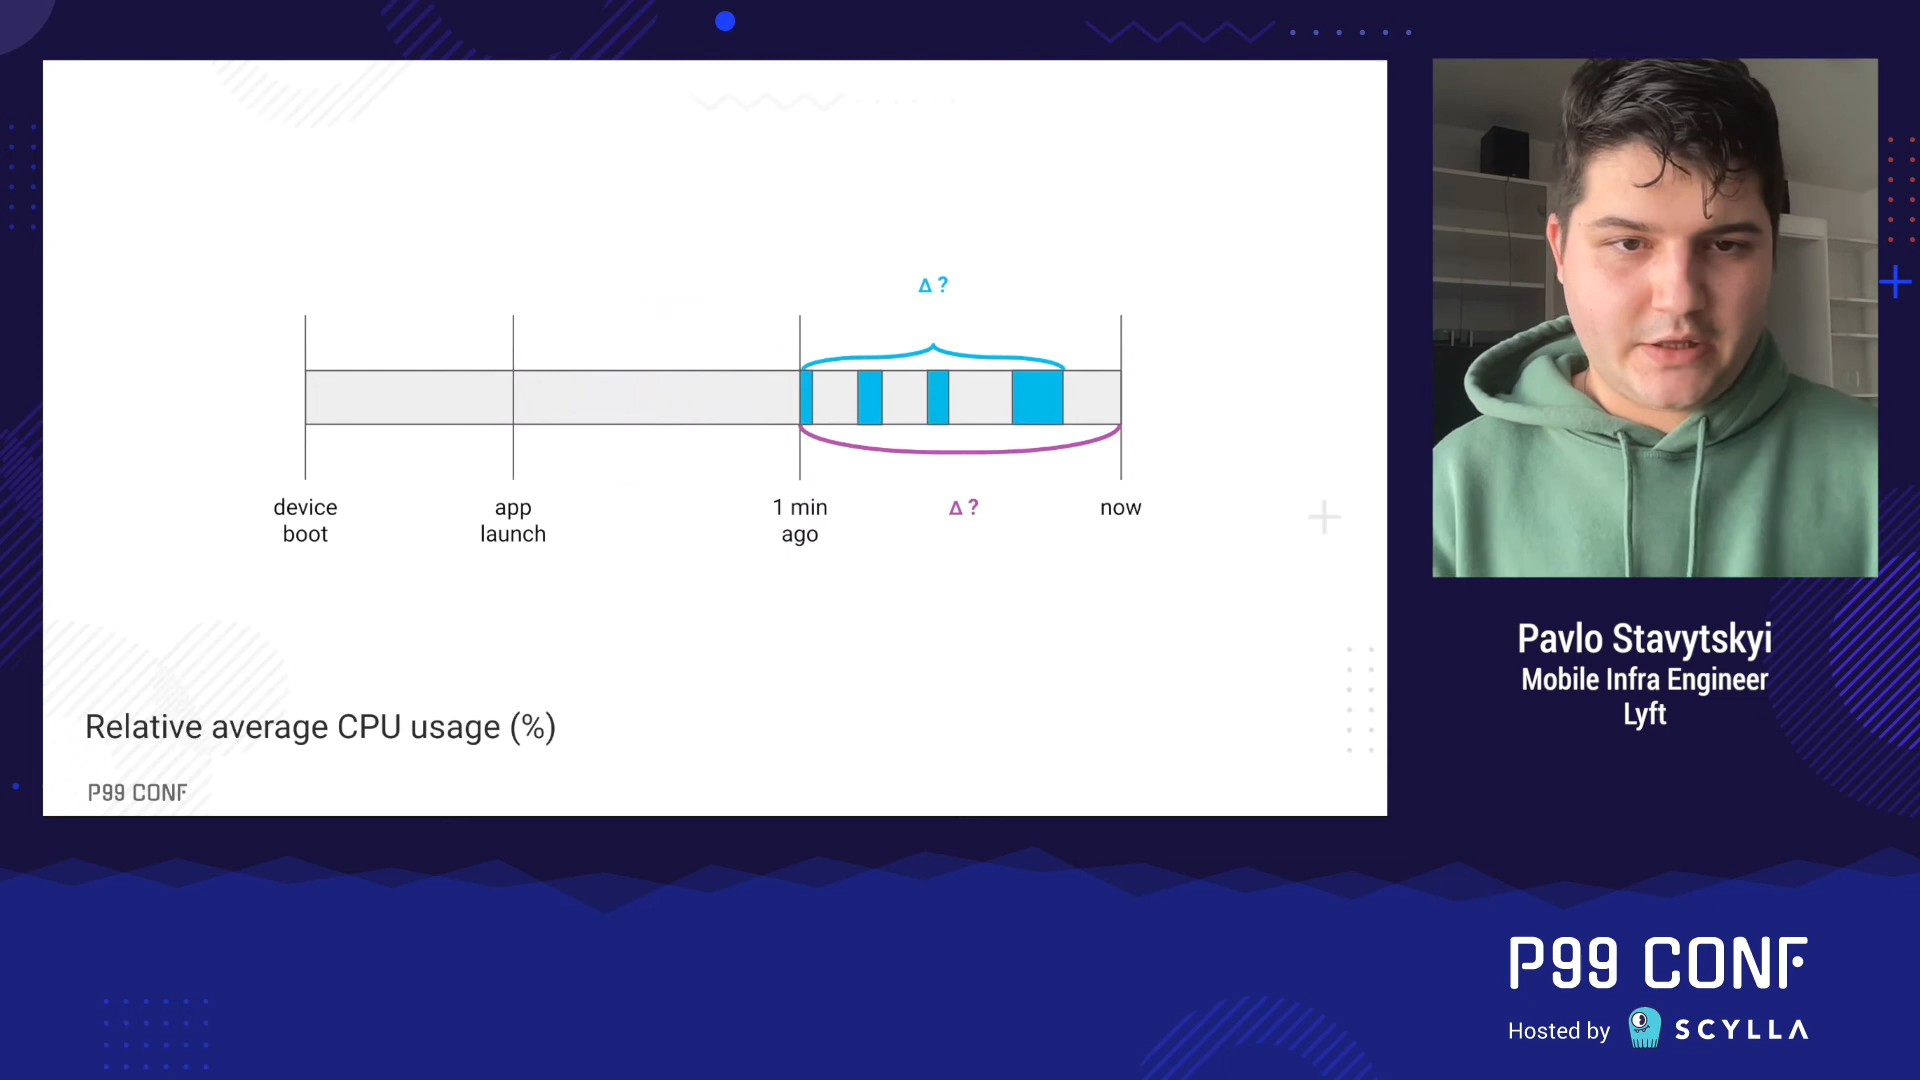 Δ ?
device
boot
app
launch
1 min
ago
Δ ?
now
Relative average CPU usage (%)
P99 CONF
Pavlo Stavytskyi
Mobile Infra Engineer
Lyft
P99 CONF
Hosted by SCYLLA